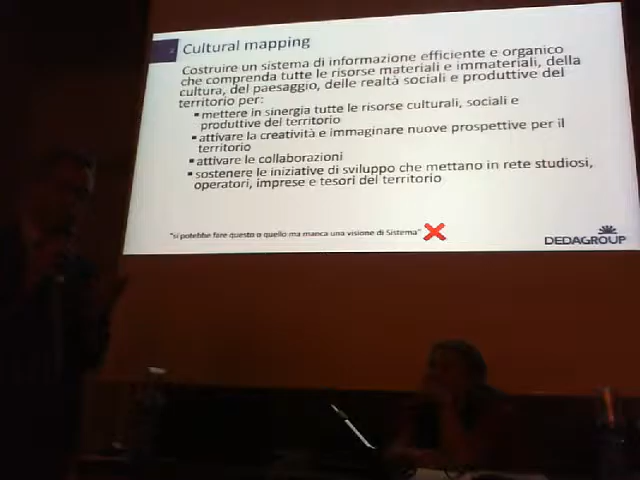 Cultural mapping
Costruire un sistema di informazione efficiente e organico
che comprenda tutte le risorse materiali e immateriali, della
cultura, del paesaggio, delle realtà sociali e produttive del
territorio per:
▪ mettere in sinergia tutte le risorse culturali, sociali e
produttive del territorio
▪ attivare la creatività e immaginare nuove prospettive per il
territorio
▪ attivare le collaborazioni
▪ sostenere le iniziative di sviluppo che mettano in rete studiosi,
operatori, imprese e tesori del territorio
"si potebbe fare questo o quello ma manca una visione di Sistema"
DEDAGROUP